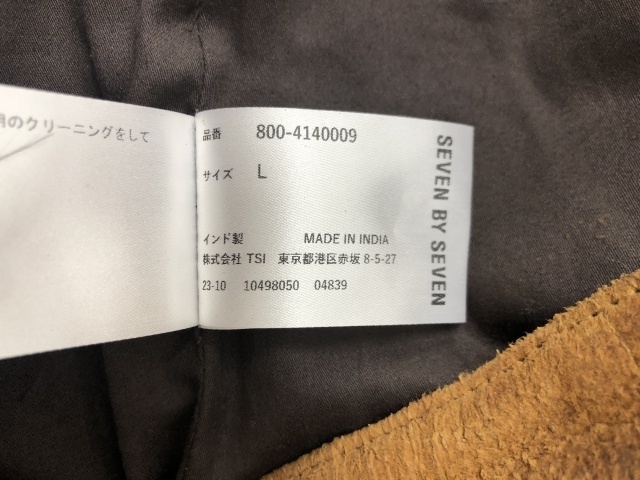 のクリーニングをして
品番 800-4140009
サイズ L
インド製 MADE IN INDIA
株式会社 TSI 東京都港区赤坂 8-5-27
23-10 10498050 04839
SEVEN BY SEVEN